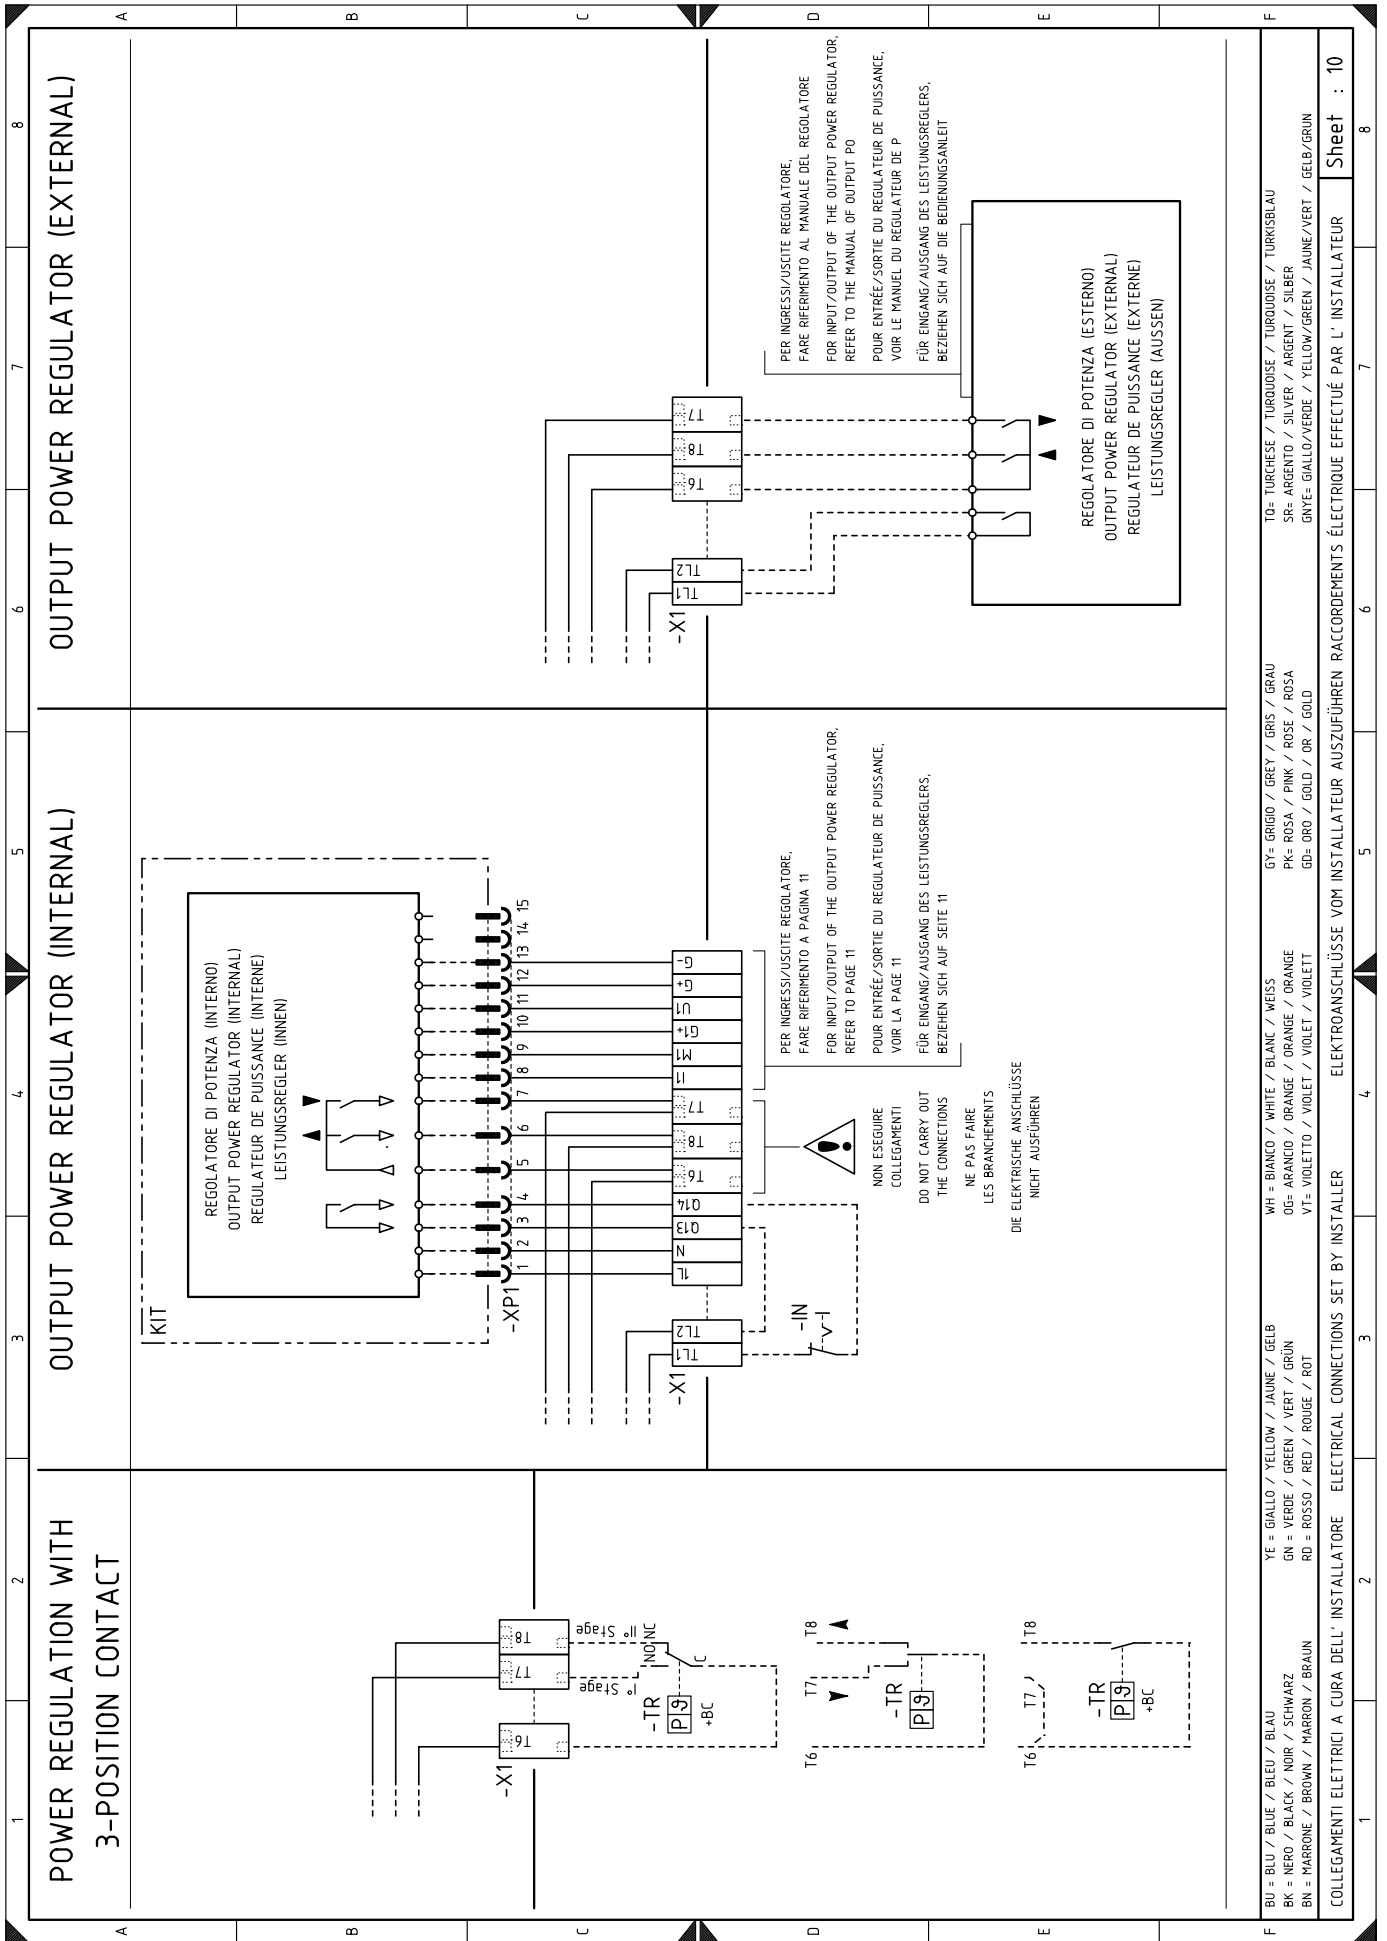 1 2 3 4 5 6 7 8
A
B
C
D
E
F
POWER REGULATION WITH
3-POSITION CONTACT
-X1
T6
T7
T8
I° Stage
II° Stage
NO
NC
C
-TR
P
ϑ
+BC
T6
T7
T8
-TR
P
ϑ
T6
T7
T8
-TR
P
ϑ
+BC
OUTPUT POWER REGULATOR (INTERNAL)
KIT
REGOLATORE DI POTENZA (INTERNO)
OUTPUT POWER REGULATOR (INTERNAL)
REGULATEUR DE PUISSANCE (INTERNE)
LEISTUNGSREGLER (INNEN)
-XP1
1 2 3 4 5 6 7 8 9 10 11 12 13 14 15
-X1
TL1
TL2
1L
N
Q13
Q14
T6
T8
T7
I1
M1
G1+
U1
G+
G-
-IN
NON ESEGUIRE
COLLEGAMENTI
DO NOT CARRY OUT
THE CONNECTIONS
NE PAS FAIRE
LES BRANCHEMENTS
DIE ELEKTRISCHE ANSCHLÜSSE
NICHT AUSFÜHREN
PER INGRESSI/USCITE REGOLATORE,
FARE RIFERIMENTO A PAGINA 11
FOR INPUT/OUTPUT OF THE OUTPUT POWER REGULATOR,
REFER TO PAGE 11
POUR ENTRÉE/SORTIE DU REGULATEUR DE PUISSANCE,
VOIR LA PAGE 11
FÜR EINGANG/AUSGANG DES LEISTUNGSREGLERS,
BEZIEHEN SICH AUF SEITE 11
OUTPUT POWER REGULATOR (EXTERNAL)
-X1
TL1
TL2
T6
T8
T7
PER INGRESSI/USCITE REGOLATORE,
FARE RIFERIMENTO AL MANUALE DEL REGOLATORE
FOR INPUT/OUTPUT OF THE OUTPUT POWER REGULATOR,
REFER TO THE MANUAL OF OUTPUT PO
POUR ENTRÉE/SORTIE DU REGULATEUR DE PUISSANCE,
VOIR LE MANUEL DU REGULATEUR DE P
FÜR EINGANG/AUSGANG DES LEISTUNGSREGLERS,
BEZIEHEN SICH AUF DIE BEDIENUNGSANLEIT
REGOLATORE DI POTENZA (ESTERNO)
OUTPUT POWER REGULATOR (EXTERNAL)
REGULATEUR DE PUISSANCE (EXTERNE)
LEISTUNGSREGLER (AUSSEN)
BU = BLU / BLUE / BLEU / BLAU
BK = NERO / BLACK / NOIR / SCHWARZ
BN = MARRONE / BROWN / MARRON / BRAUN
YE = GIALLO / YELLOW / JAUNE / GELB
GN = VERDE / GREEN / VERT / GRÜN
RD = ROSSO / RED / ROUGE / ROT
WH = BIANCO / WHITE / BLANC / WEISS
OG= ARANCIO / ORANGE / ORANGE / ORANGE
VT= VIOLETTO / VIOLET / VIOLET / VIOLETT
GY= GRIGIO / GREY / GRIS / GRAU
PK= ROSA / PINK / ROSE / ROSA
GD= ORO / GOLD / OR / GOLD
TQ= TURCHESE / TURQUOISE / TURQUOISE / TURKISBLAU
SR= ARGENTO / SILVER / ARGENT / SILBER
GNYE= GIALLO/VERDE / YELLOW/GREEN / JAUNE/VERT / GELB/GRUN
COLLEGAMENTI ELETTRICI A CURA DELL' INSTALLATORE ELECTRICAL CONNECTIONS SET BY INSTALLER ELEKTROANSCHLÜSSE VOM INSTALLATEUR AUSZUFÜHREN RACCORDEMENTS ÉLECTRIQUE EFFECTUÉ PAR L' INSTALLATEUR
Sheet : 10
1 2 3 4 5 6 7 8
A
B
C
D
E
F